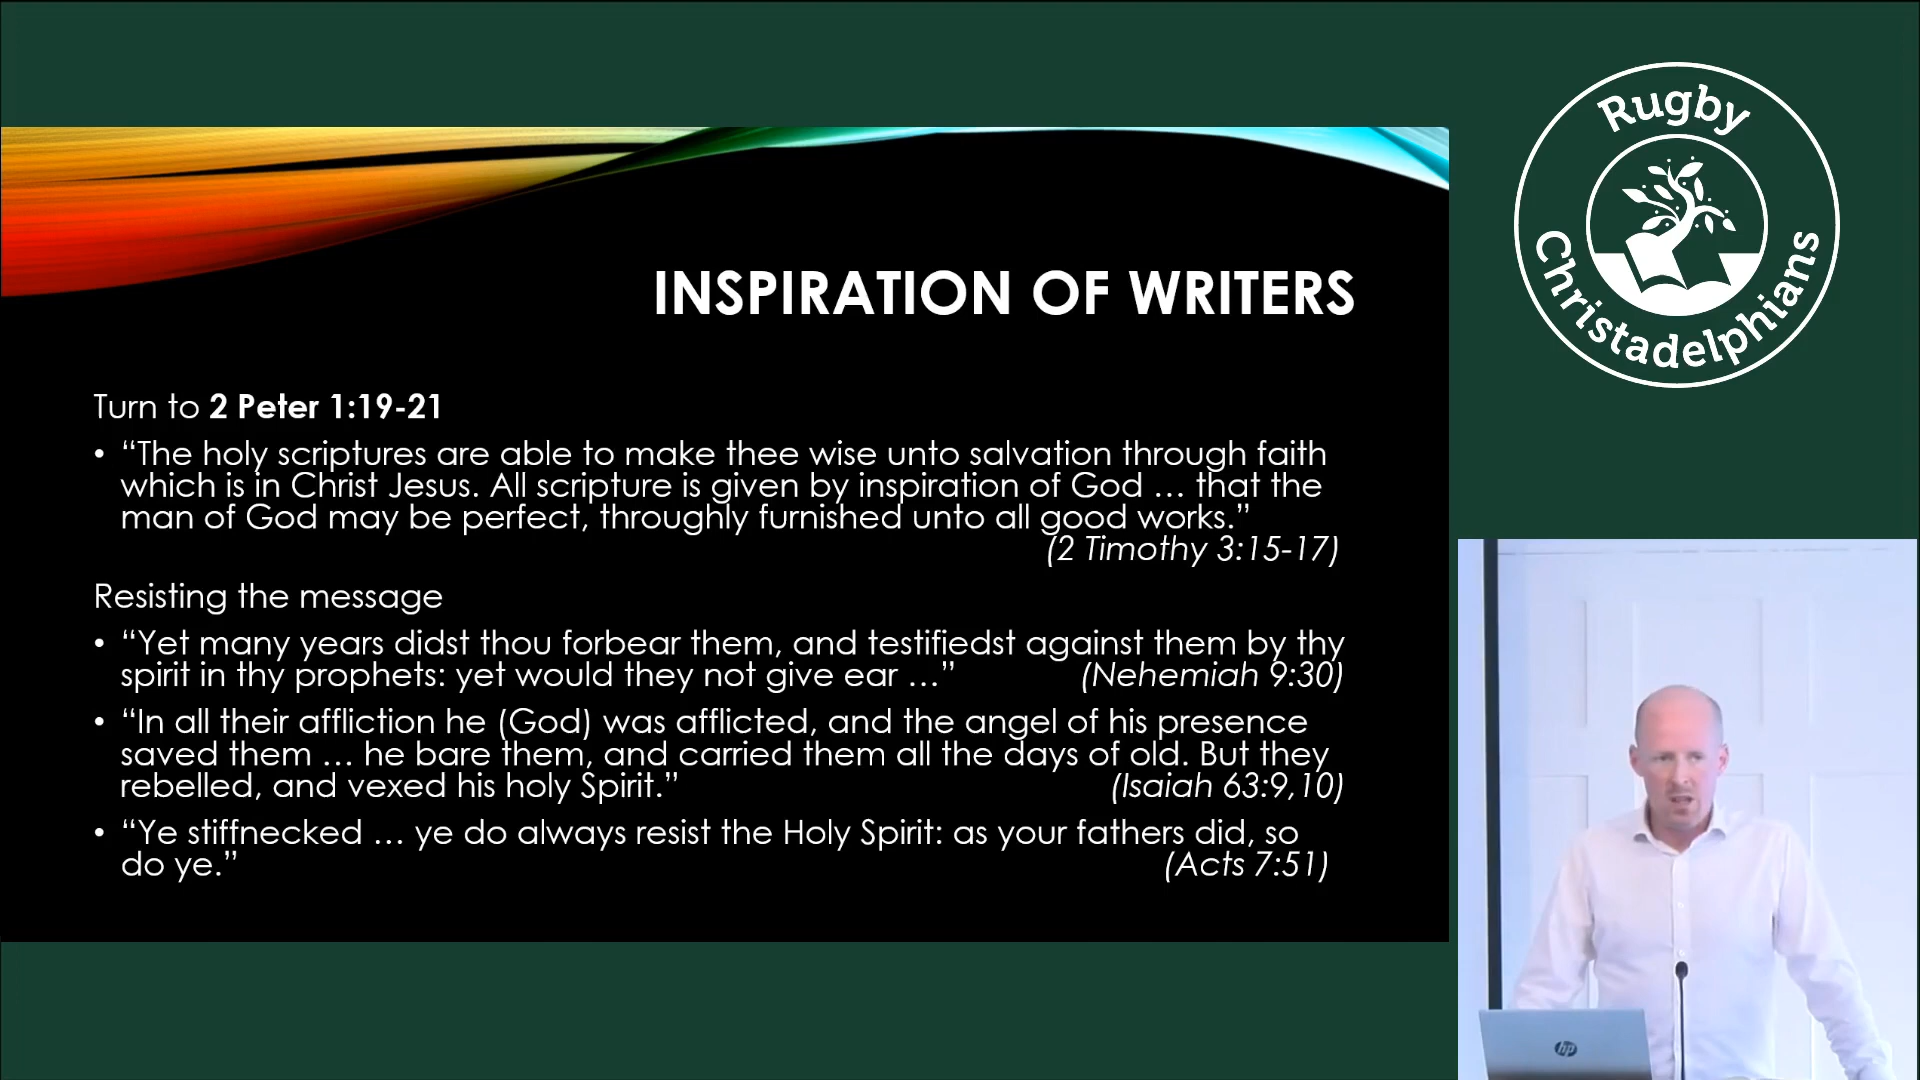 INSPIRATION OF WRITERS
Turn to 2 Peter 1:19-21
• “The holy scriptures are able to make thee wise unto salvation through faith
which is in Christ Jesus. All scripture is given by inspiration of God … that the
man of God may be perfect, throughly furnished unto all good works.”
(2 Timothy 3:15-17)
Resisting the message
• “Yet many years didst thou forbear them, and testifiedst against them by thy
spirit in thy prophets: yet would they not give ear …” (Nehemiah 9:30)
• “In all their affliction he (God) was afflicted, and the angel of his presence
saved them … he bare them, and carried them all the days of old. But they
rebelled, and vexed his holy Spirit.” (Isaiah 63:9,10)
• “Ye stiffnecked … ye do always resist the Holy Spirit: as your fathers did, so
do ye.” (Acts 7:51)
Rugby
Christadelphians
hp